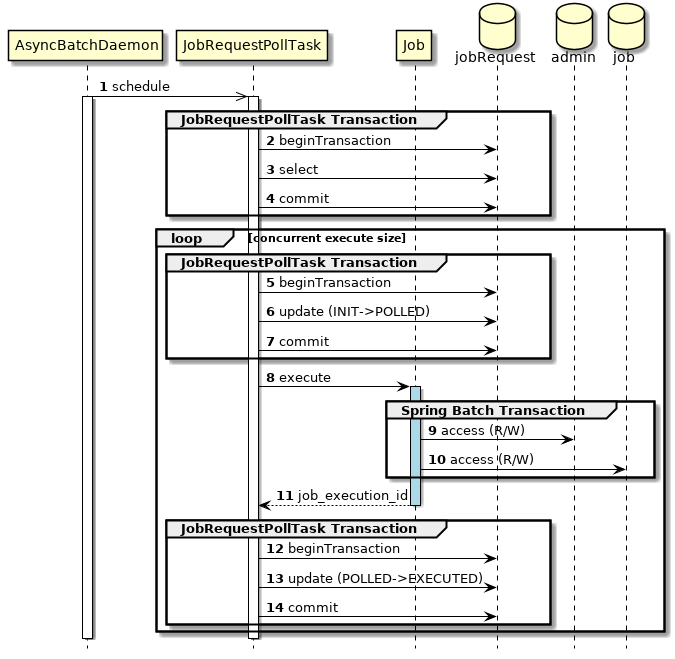 AsyncBatchDaemon
JobRequestPollTask
Job
jobRequest
admin
job
1 schedule
JobRequestPollTask Transaction
2 beginTransaction
3 select
4 commit
loop
[concurrent execute size]
JobRequestPollTask Transaction
5 beginTransaction
6 update (INIT->POLLED)
7 commit
8 execute
Spring Batch Transaction
9 access (R/W)
10 access (R/W)
11 job_execution_id
JobRequestPollTask Transaction
12 beginTransaction
13 update (POLLED->EXECUTED)
14 commit